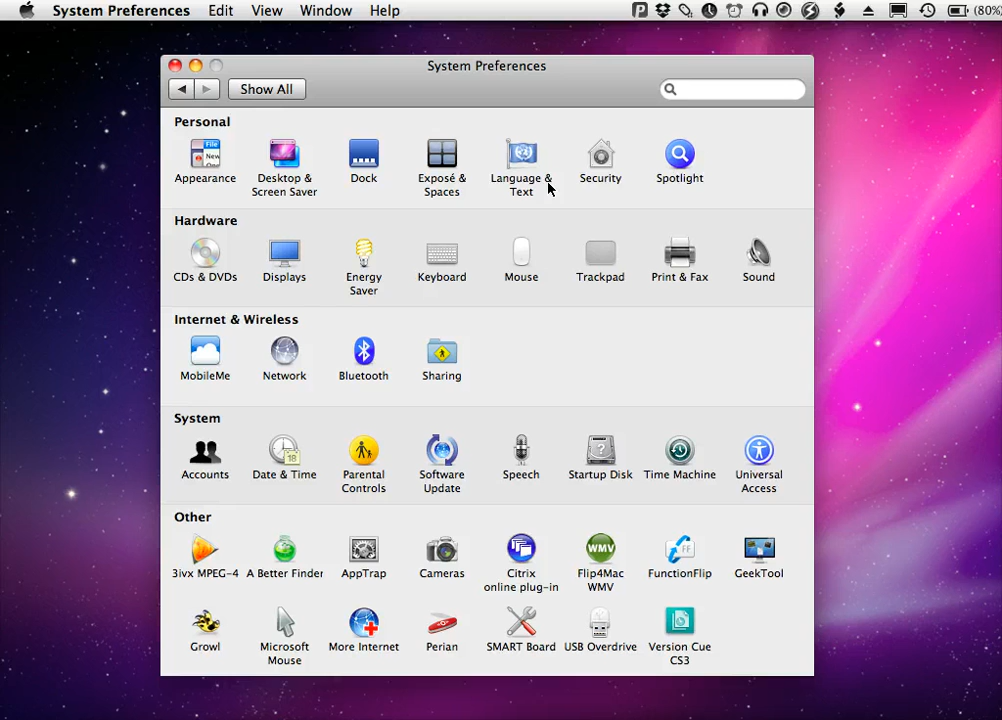 System Preferences Edit View Window Help (80%)
System Preferences
Show All
Personal
Appearance Desktop & Screen Saver Dock Exposé & Spaces Language & Text Security Spotlight
Hardware
CDs & DVDs Displays Energy Saver Keyboard Mouse Trackpad Print & Fax Sound
Internet & Wireless
MobileMe Network Bluetooth Sharing
System
Accounts Date & Time Parental Controls Software Update Speech Startup Disk Time Machine Universal Access
Other
3ivx MPEG-4 A Better Finder AppTrap Cameras Citrix online plug-in Flip4Mac WMV FunctionFlip GeekTool
Growl Microsoft Mouse More Internet Perian SMART Board USB Overdrive Version Cue CS3